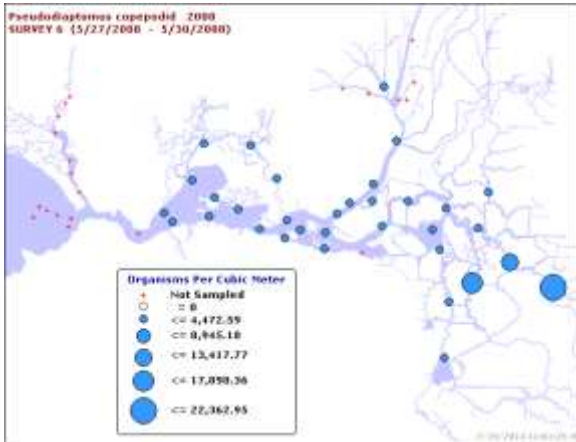 Pseudodiaptomus copepodid 2008
SURVEY 6 (5/27/2008 - 5/30/2008)
Organisms Per Cubic Meter
Not Sampled
= 0
<= 4,472.59
<= 8,945.18
<= 13,417.77
<= 17,890.36
<= 22,362.95